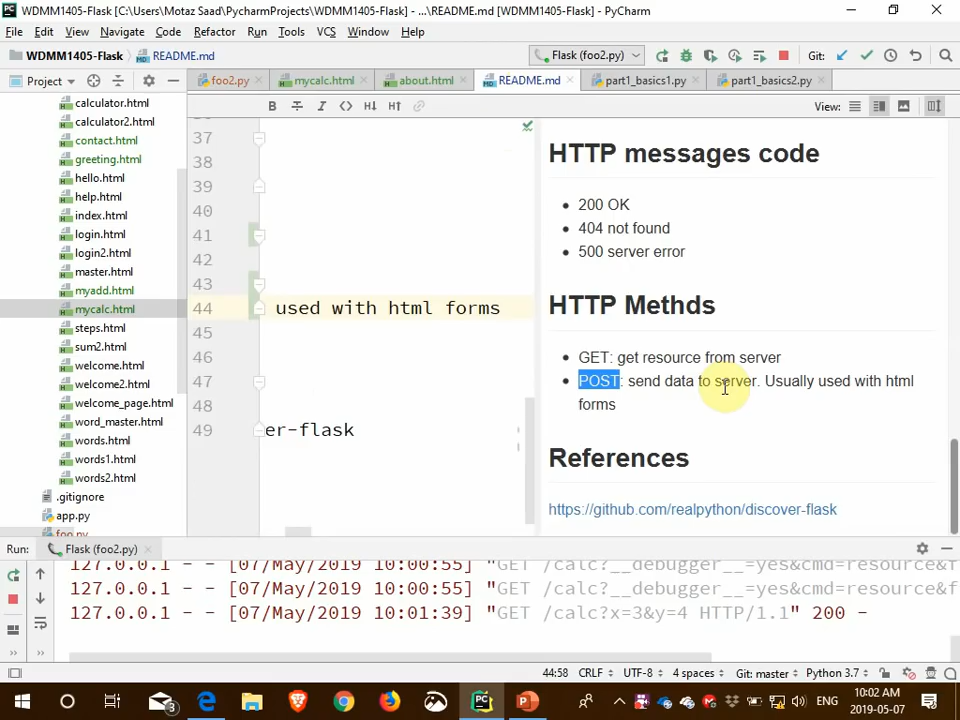 WDMM1405-Flask [C:\Users\Motaz Saad\PycharmProjects\WDMM1405-Flask] - ...\README.md [WDMM1405-Flask] - PyCharm
File Edit View Navigate Code Refactor Run Tools VCS Window Help
WDMM1405-Flask README.md Flask (foo2.py) Git:
Project foo2.py mycalc.html about.html README.md part1_basics1.py part1_basics2.py
View:
calculator.html
calculator2.html
contact.html
greeting.html
hello.html
help.html
index.html
login.html
login2.html
master.html
myadd.html
mycalc.html
steps.html
sum2.html
welcome.html
welcome2.html
welcome_page.html
word_master.html
words.html
words1.html
words2.html
.gitignore
app.py
foo.py
37
38
39
40
41
42
43
44 used with html forms
45
46
47
48
49 er-flask
HTTP messages code
200 OK
404 not found
500 server error
HTTP Methds
GET: get resource from server
POST: send data to server. Usually used with html
forms
References
https://github.com/realpython/discover-flask
Run: Flask (foo2.py)
127.0.0.1 - - [07/May/2019 10:00:55] "GET /calc?__debugger__=yes&cmd=resource&f
127.0.0.1 - - [07/May/2019 10:00:55] "GET /calc?__debugger__=yes&cmd=resource&f
127.0.0.1 - - [07/May/2019 10:01:39] "GET /calc?x=3&y=4 HTTP/1.1" 200 -
44:58 CRLF UTF-8 4 spaces Git: master Python 3.7
3 ENG 10:02 AM
2019-05-07